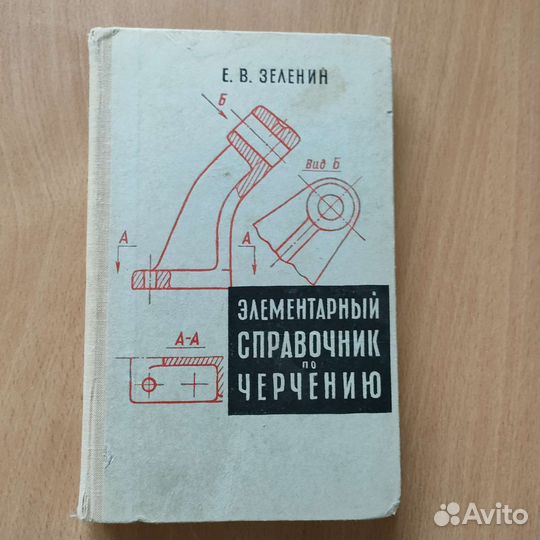 Е. В. ЗЕЛЕНИН
Б
Вид Б
А
А
ЭЛЕМЕНТАРНЫЙ
СПРАВОЧНИК
ПО
ЧЕРЧЕНИЮ
А-А
Avito